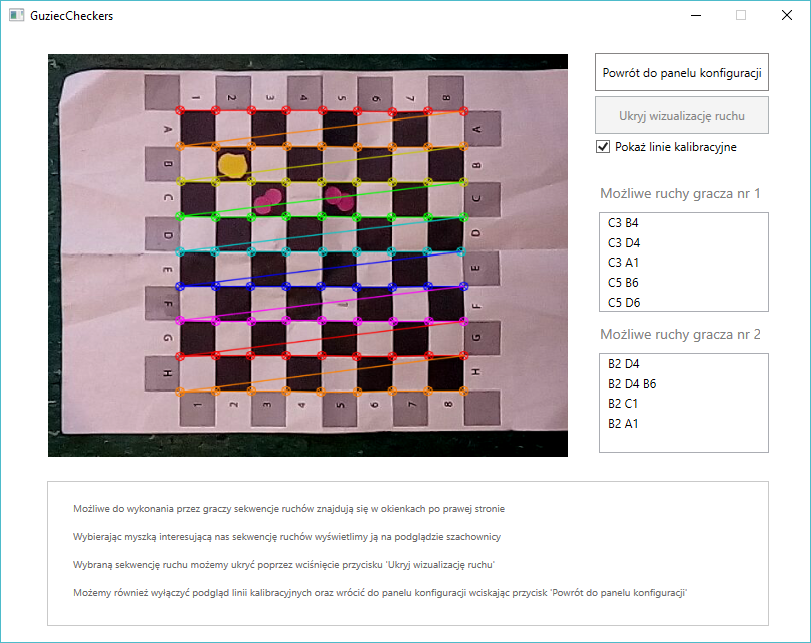 GuziecCheckers
1 2 3 4 5 6 7 8
A A
B B
C C
D D
E E
F F
G G
H H
1 2 3 4 5 6 7 8
Powrót do panelu konfiguracji
Ukryj wizualizację ruchu
Pokaż linie kalibracyjne
Możliwe ruchy gracza nr 1
C3 B4
C3 D4
C3 A1
C5 B6
C5 D6
Możliwe ruchy gracza nr 2
B2 D4
B2 D4 B6
B2 C1
B2 A1
Możliwe do wykonania przez graczy sekwencje ruchów znajdują się w okienkach po prawej stronie
Wybierając myszką interesującą nas sekwencję ruchów wyświetlimy ją na podglądzie szachownicy
Wybraną sekwencję ruchu możemy ukryć poprzez wciśnięcie przycisku 'Ukryj wizualizację ruchu'
Możemy również wyłączyć podgląd linii kalibracyjnych oraz wrócić do panelu konfiguracji wciskając przycisk 'Powrót do panelu konfiguracji'